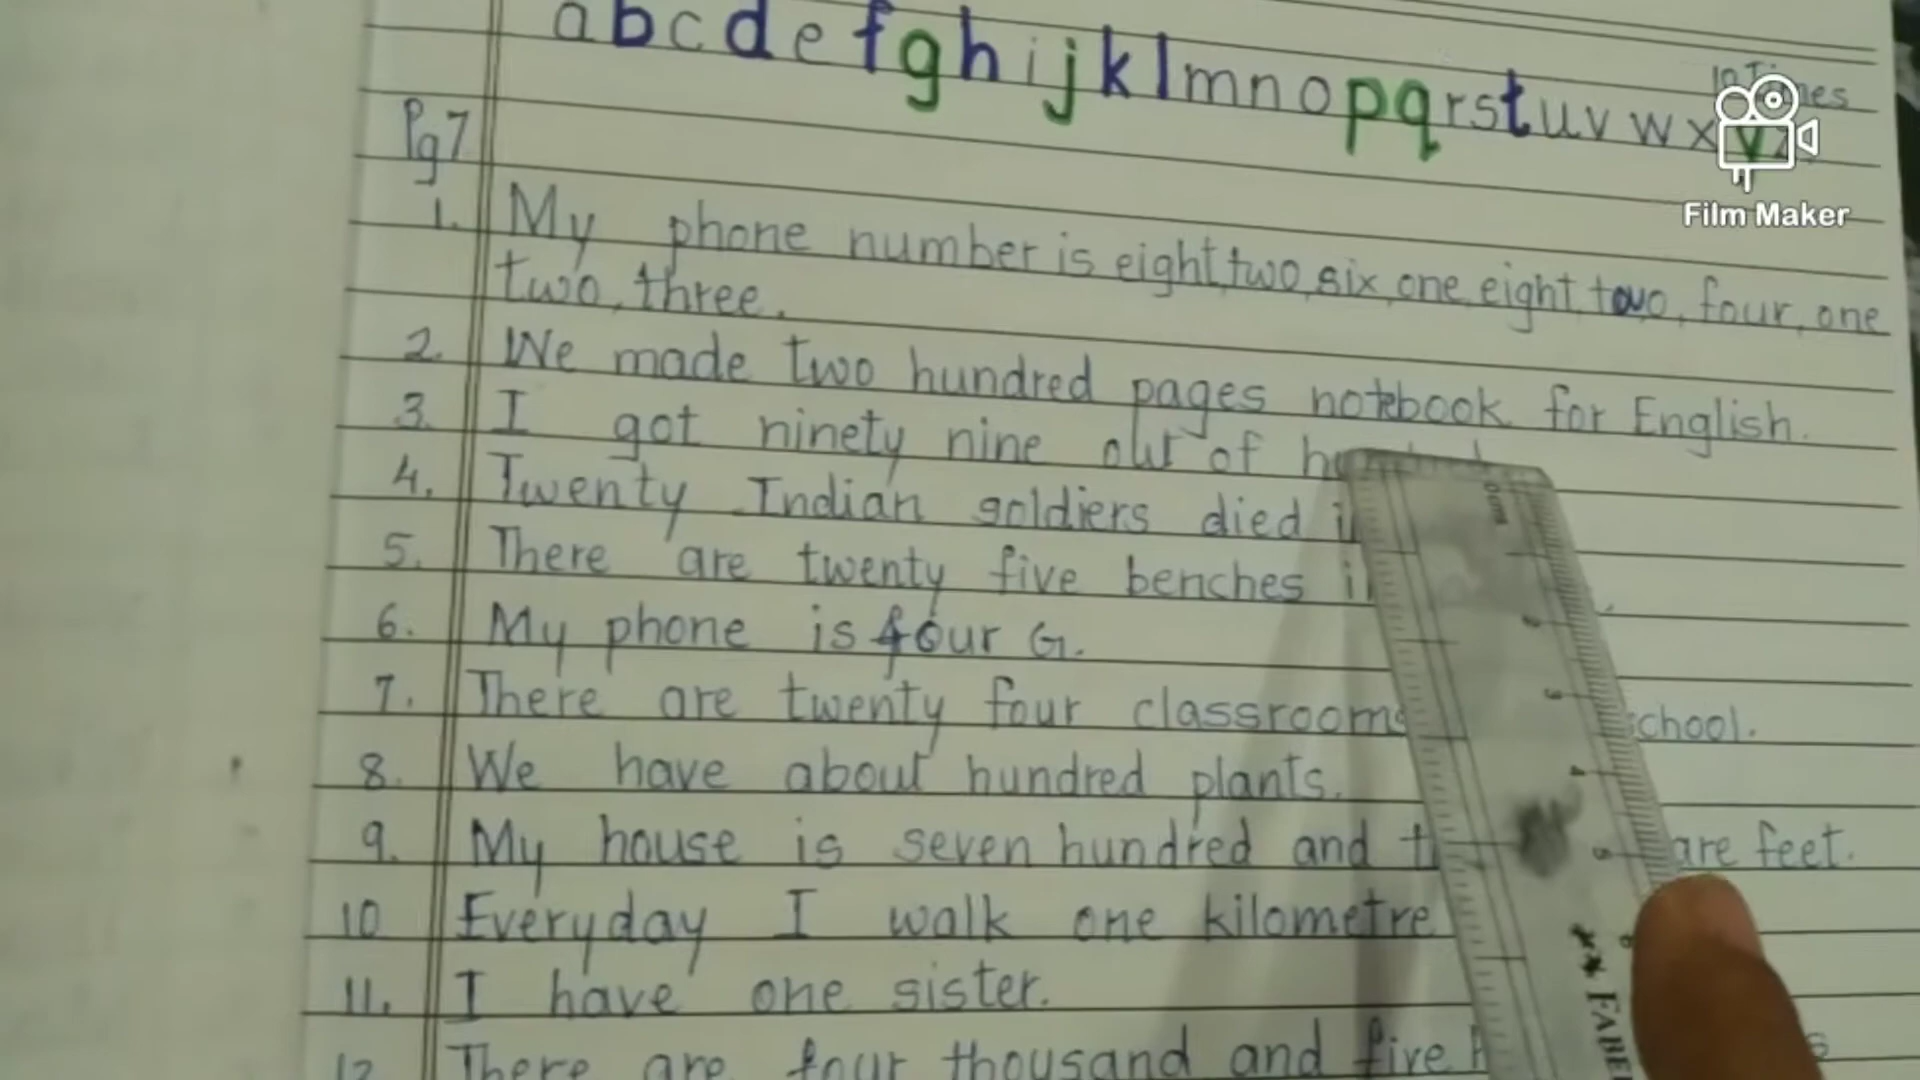 abcdefghijklmnopqrstuvwxy
Film Maker
Pg7
1. My phone number is eight,two,six,one,eight,two,four,one
two,three.
2. We made two hundred pages notebook for English.
3. I got ninety nine out of
4. Twenty Indian soldiers died
5. There are twenty five benches
6. My phone is four G.
7. There are twenty four classrooms school.
8. We have about hundred plants.
9. My house is seven hundred and feet.
10 Everyday I walk one kilometre
11. I have one sister.
12 There are four thousand and five